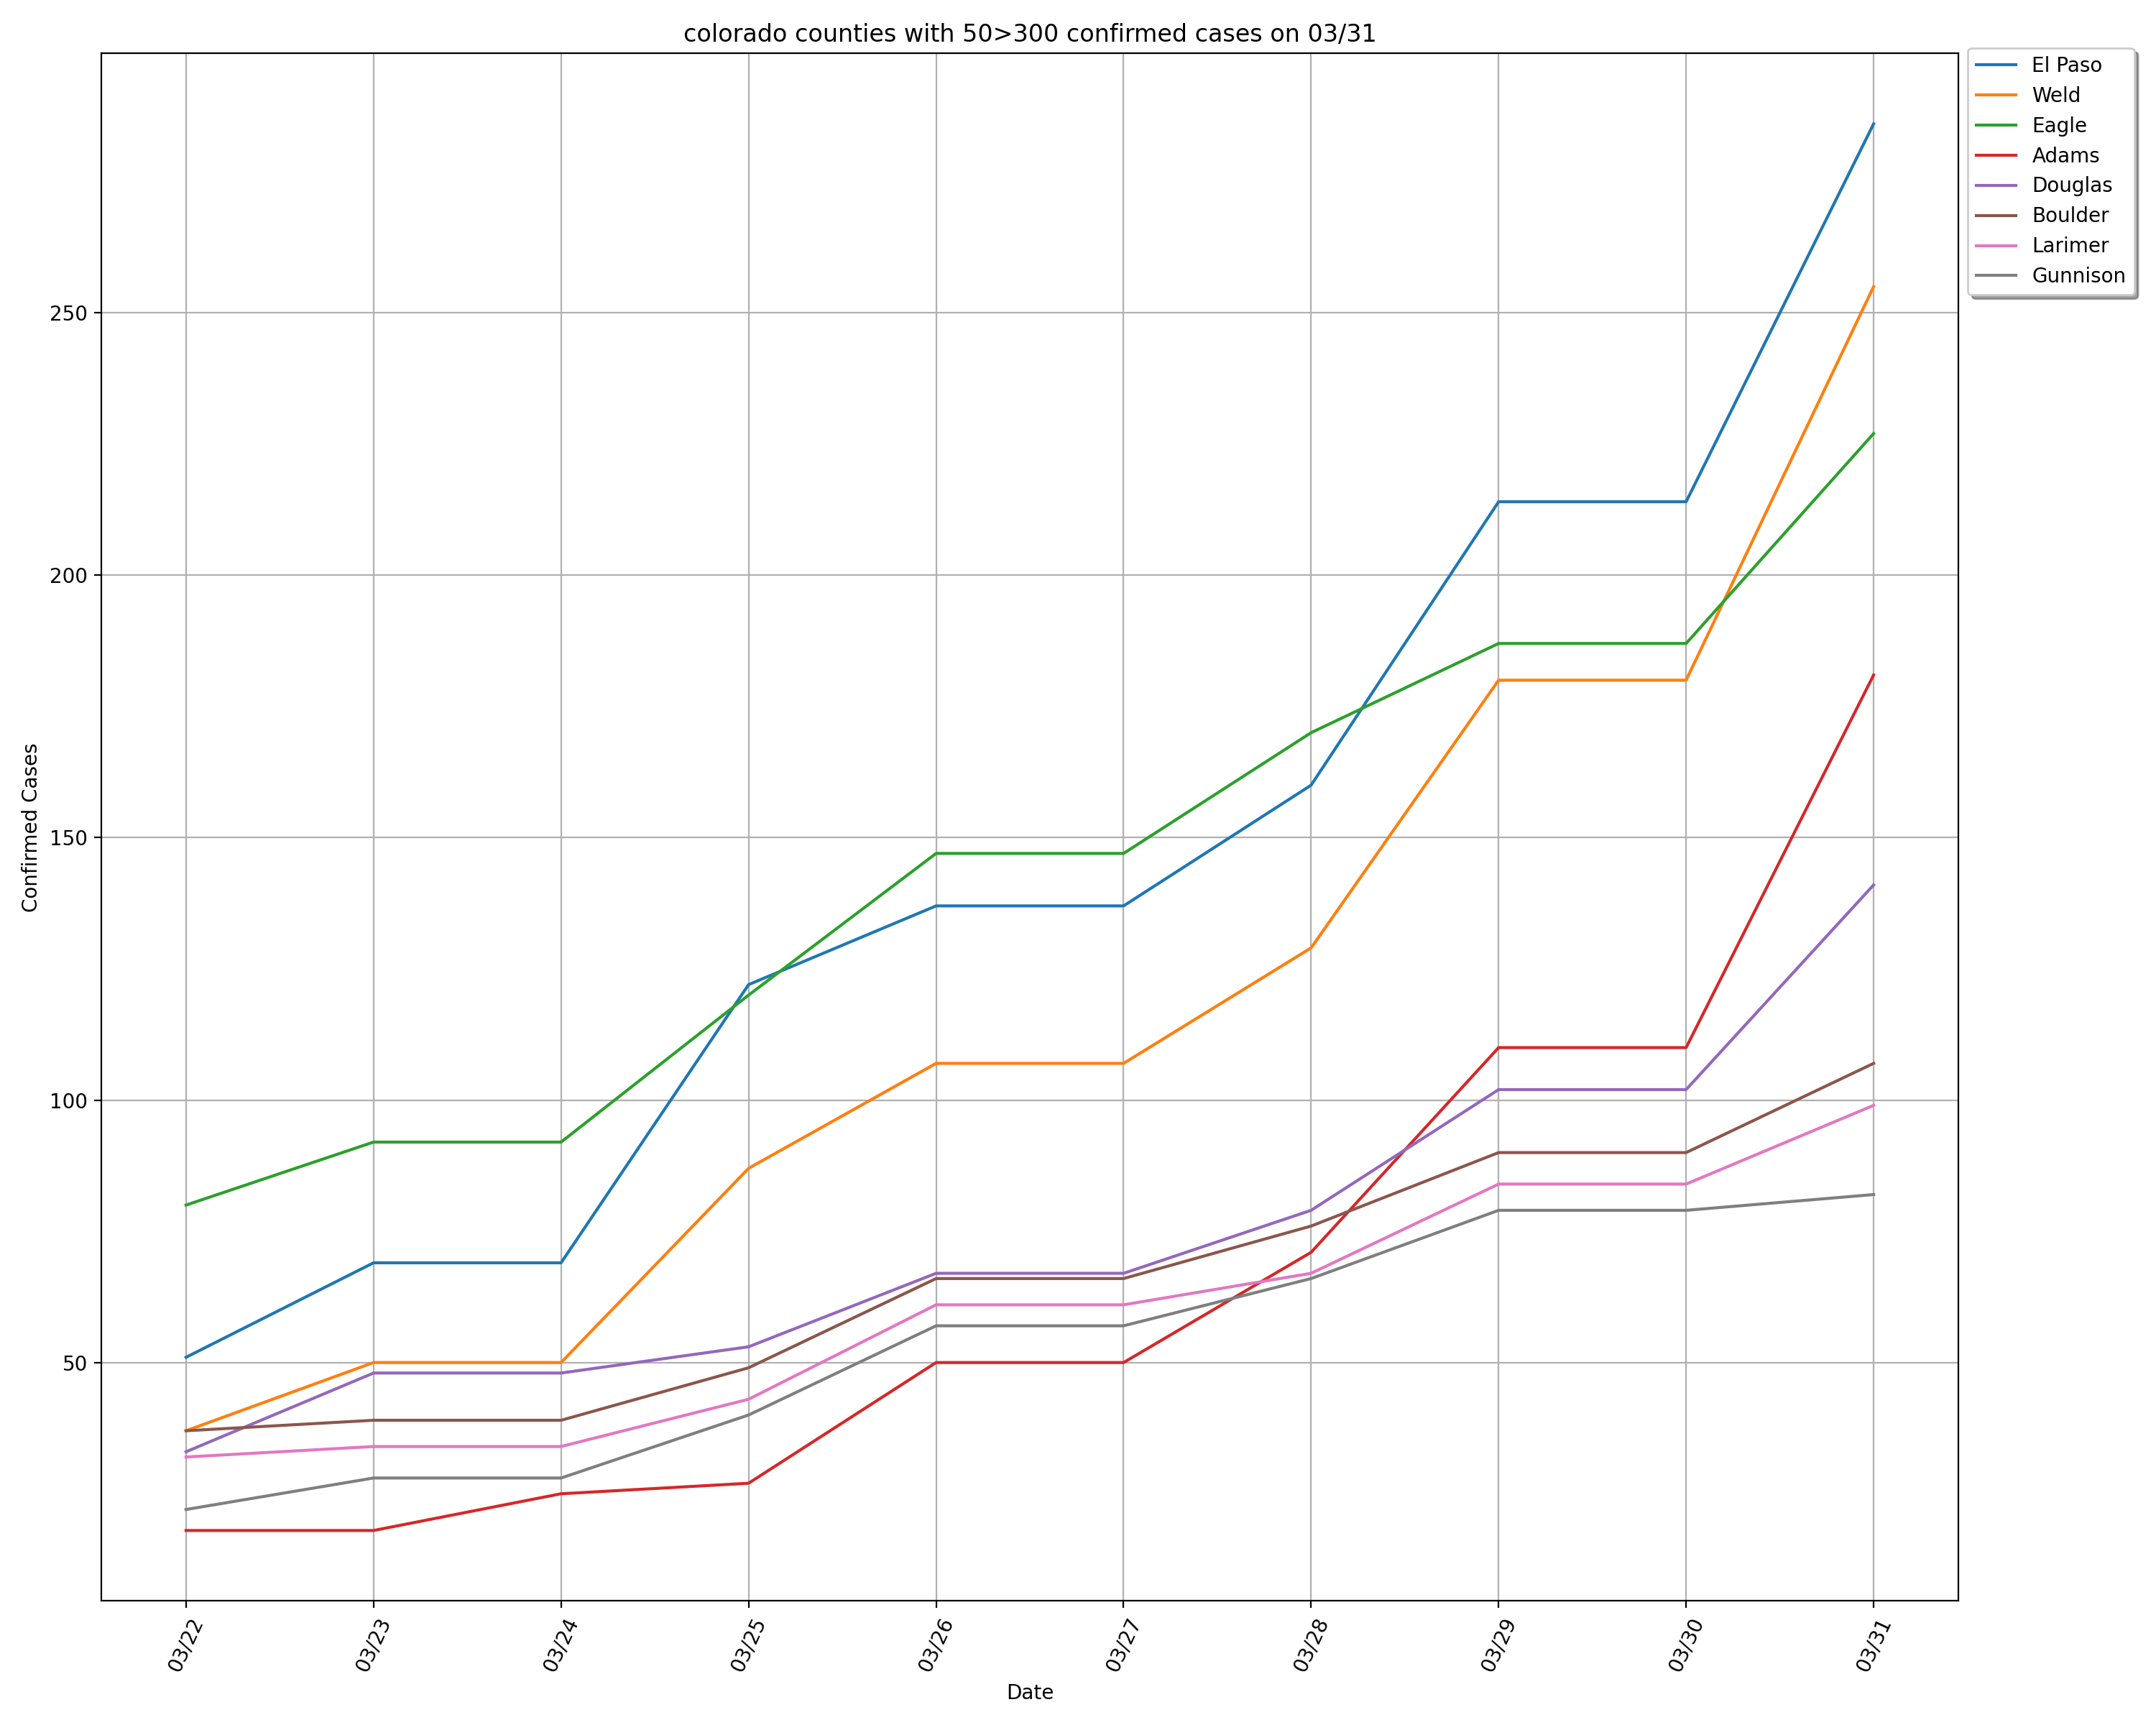 colorado counties with 50>300 confirmed cases on 03/31
El Paso
Weld
Eagle
Adams
Douglas
Boulder
Larimer
Gunnison
Confirmed Cases
250
200
150
100
50
03/22
03/23
03/24
03/25
03/26
03/27
03/28
03/29
03/30
03/31
Date